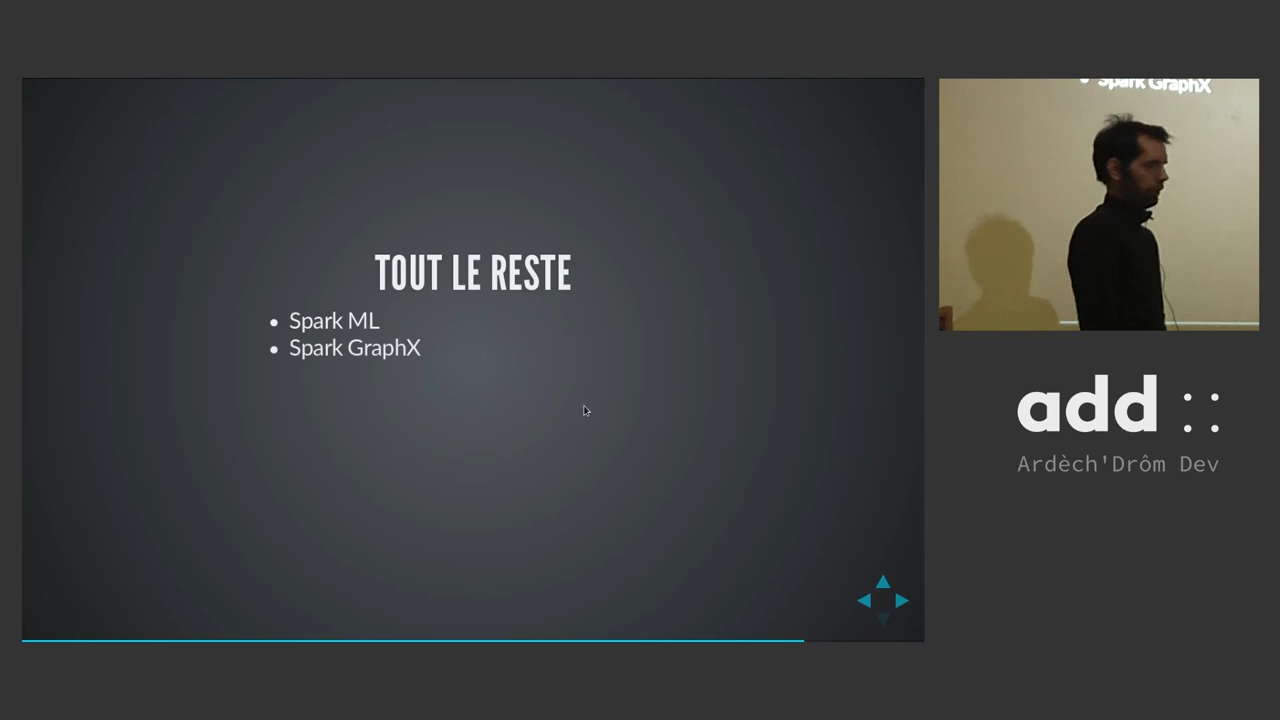 TOUT LE RESTE
• Spark ML
• Spark GraphX
• Spark GraphX
add ::
Ardèch'Drôm Dev